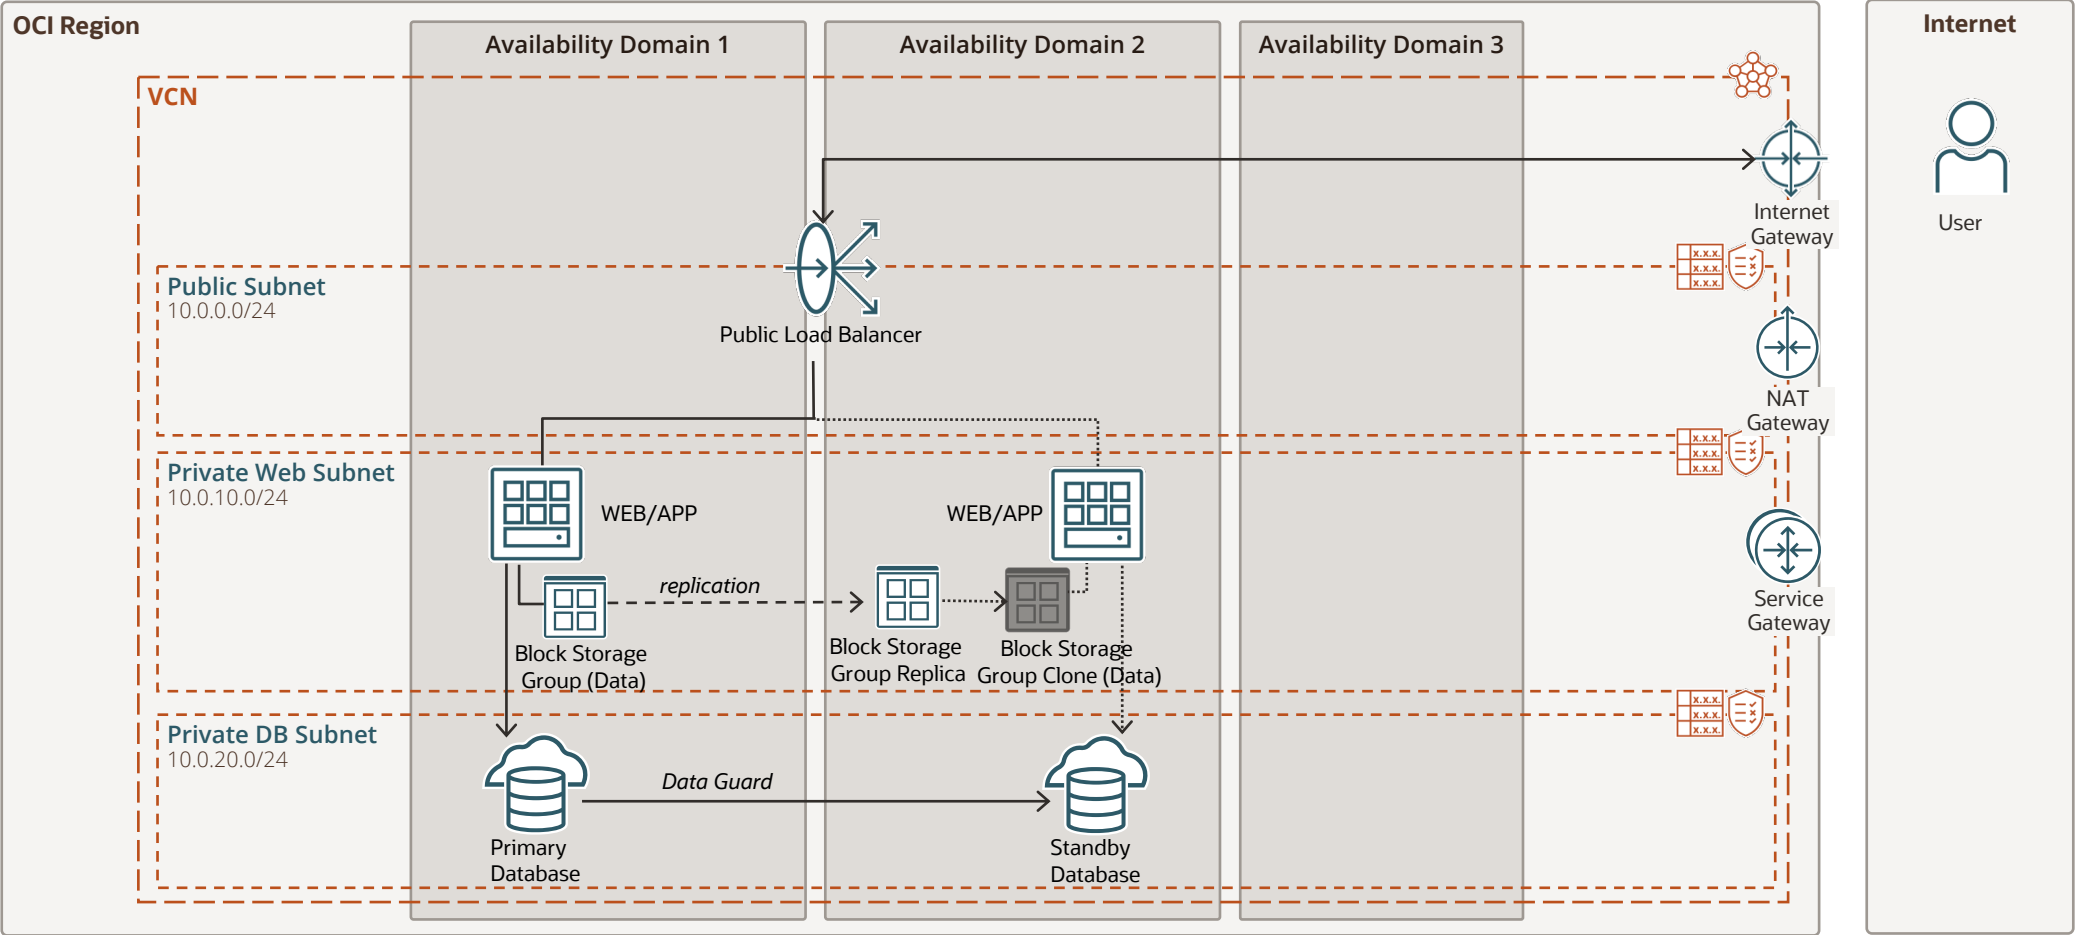 OCI Region
Availability Domain 1
Availability Domain 2
Availability Domain 3
Internet
VCN
User
Internet
Gateway
x.x.x.
x.x.x.
x.x.x.
Public Subnet
10.0.0.0/24
Public Load Balancer
NAT
Gateway
x.x.x.
x.x.x.
x.x.x.
Private Web Subnet
10.0.10.0/24
WEB/APP
WEB/APP
replication
Service
Gateway
Block Storage
Group (Data)
Block Storage
Group Replica
Block Storage
Group Clone (Data)
x.x.x.
x.x.x.
x.x.x.
Private DB Subnet
10.0.20.0/24
Data Guard
Primary
Database
Standby
Database